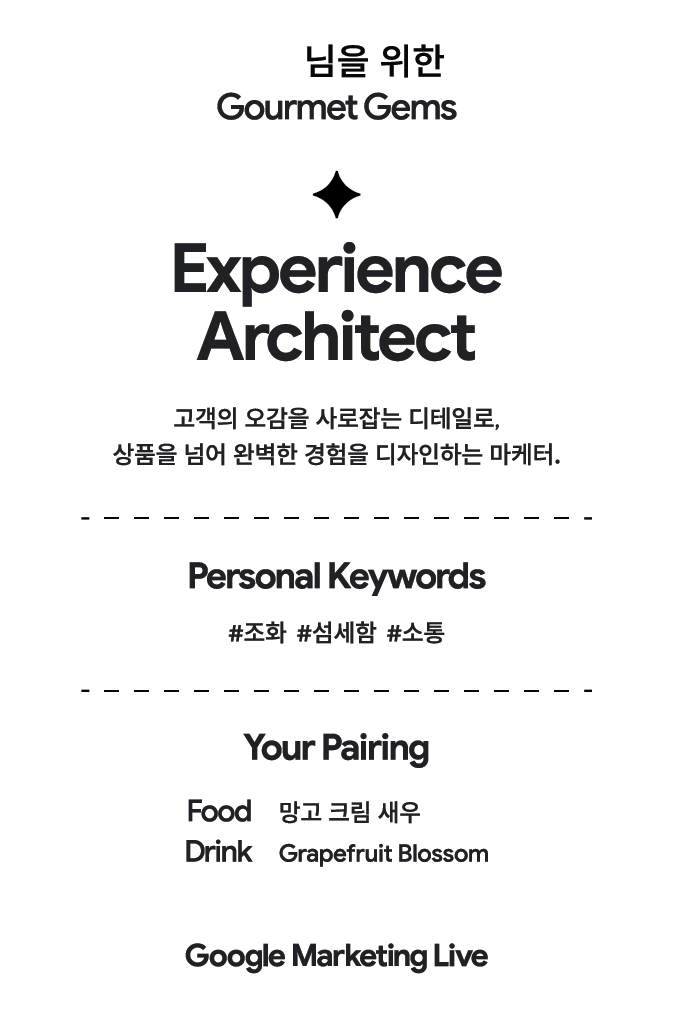 님을 위한
Gourmet Gems
Experience
Architect
고객의 오감을 사로잡는 디테일로,
상품을 넘어 완벽한 경험을 디자인하는 마케터.
Personal Keywords
#조화 #섬세함 #소통
Your Pairing
Food 망고 크림 새우
Drink Grapefruit Blossom
Google Marketing Live